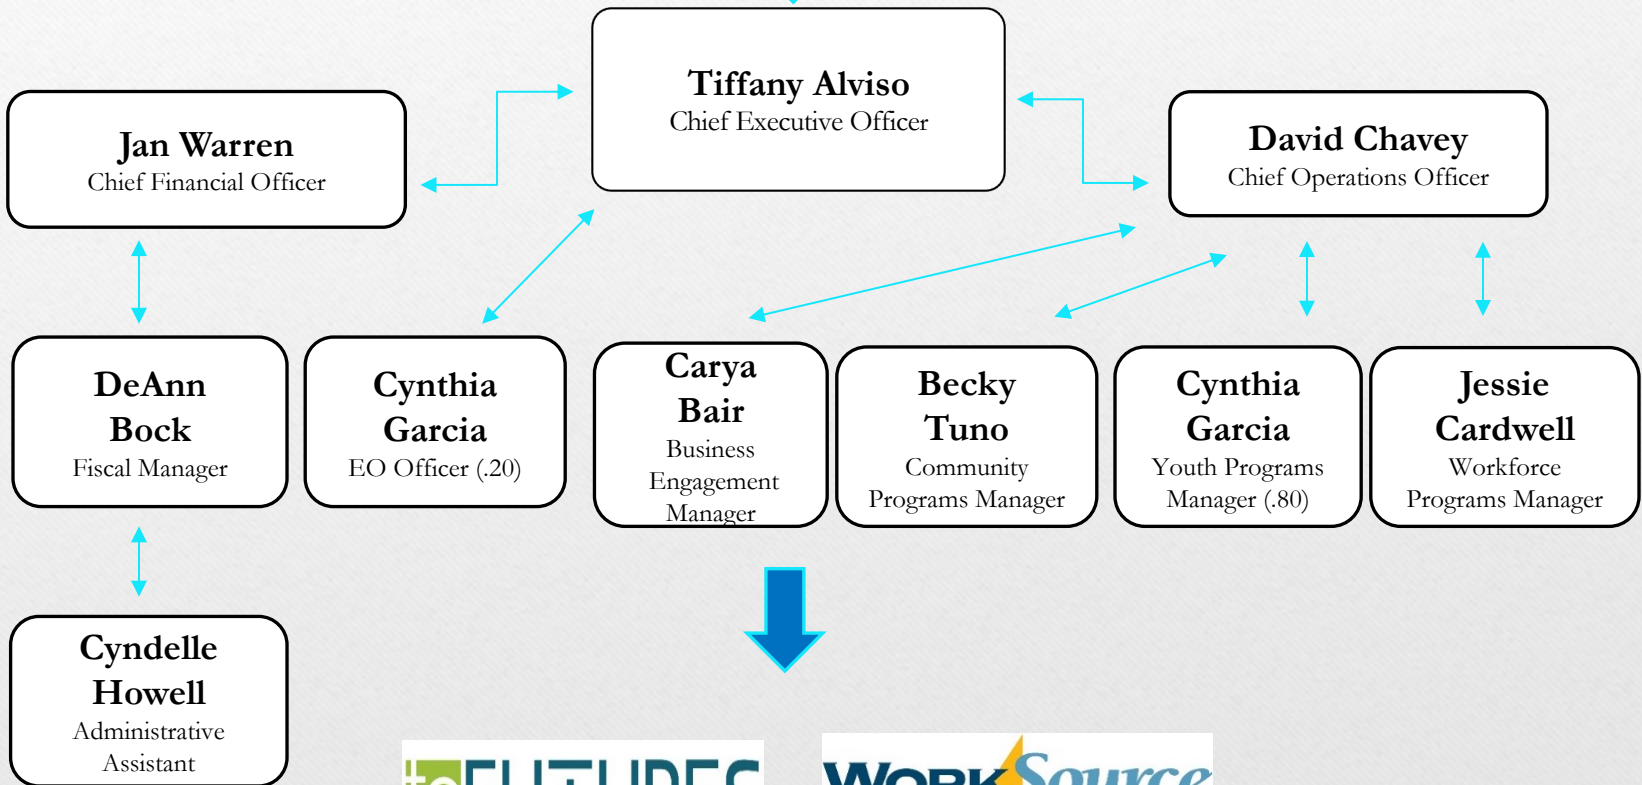 Tiffany Alviso
Chief Executive Officer
Jan Warren
Chief Financial Officer
David Chavey
Chief Operations Officer
DeAnn
Bock
Fiscal Manager
Cynthia
Garcia
EO Officer (.20)
Carya
Bair
Business
Engagement
Manager
Becky
Tuno
Community
Programs Manager
Cynthia
Garcia
Youth Programs
Manager (.80)
Jessie
Cardwell
Workforce
Programs Manager
Cyndelle
Howell
Administrative
Assistant
FUTURES
WorkSource